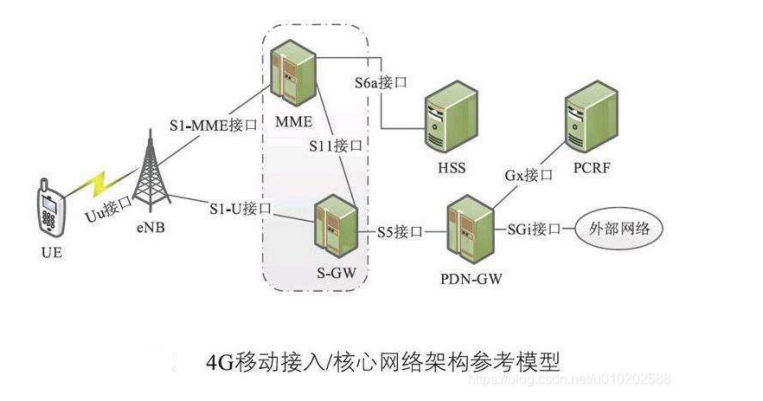 S6a接口
MME
S1-MME接口
S11接口
HSS
PCRF
Gx接口
Uu接口
eNB
S1-U接口
S5接口
SGi接口
外部网络
UE
S-GW
PDN-GW
4G移动接入/核心网络架构参考模型
https://blog.csdn.net/u010202588